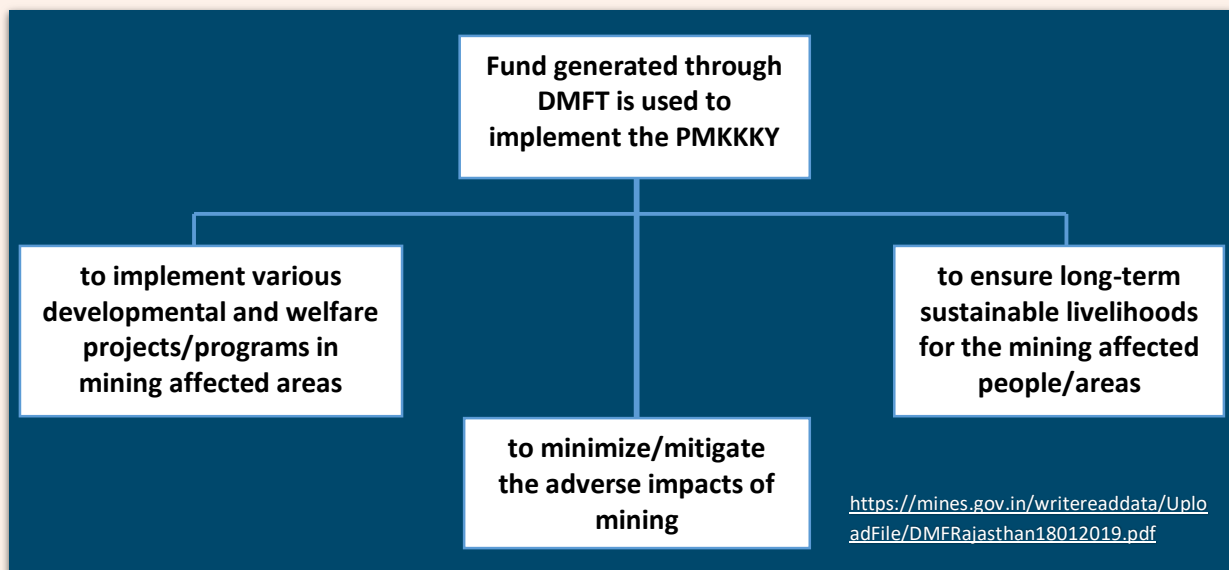 Fund generated through
DMFT is used to
implement the PMKKKY
to implement various
developmental and welfare
projects/programs in
mining affected areas
to minimize/mitigate
the adverse impacts of
mining
to ensure long-term
sustainable livelihoods
for the mining affected
people/areas
https://mines.gov.in/writereaddata/Uplo
adFile/DMFRajasthan18012019.pdf